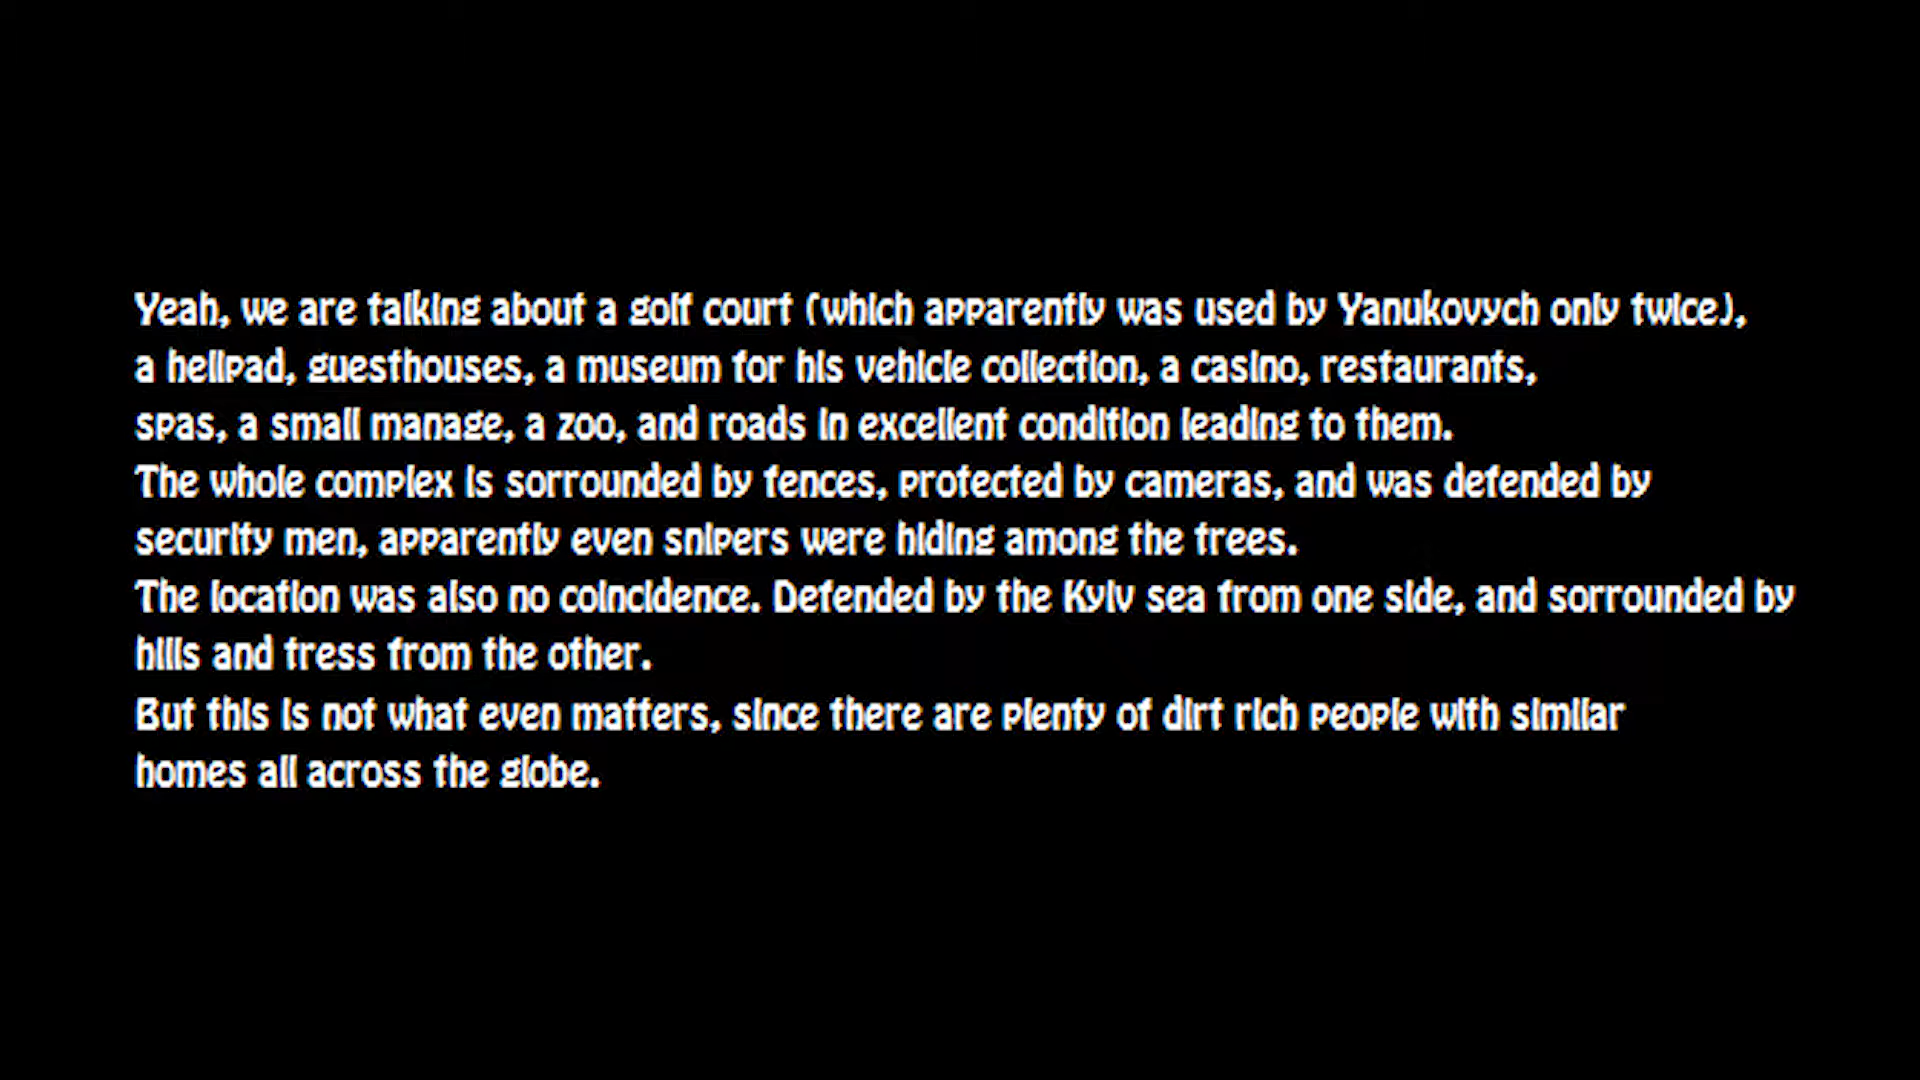 Yeah, we are talking about a golf court (which apparently was used by Yanukovych only twice),
a helipad, guesthouses, a museum for his vehicle collection, a casino, restaurants,
spas, a small manage, a zoo, and roads in excellent condition leading to them.
The whole complex is sorrounded by fences, protected by cameras, and was defended by
security men, apparently even snipers were hiding among the trees.
The location was also no coincidence. Defended by the Kyiv sea from one side, and sorrounded by
hills and tress from the other.
But this is not what even matters, since there are plenty of dirt rich people with similar
homes all across the globe.